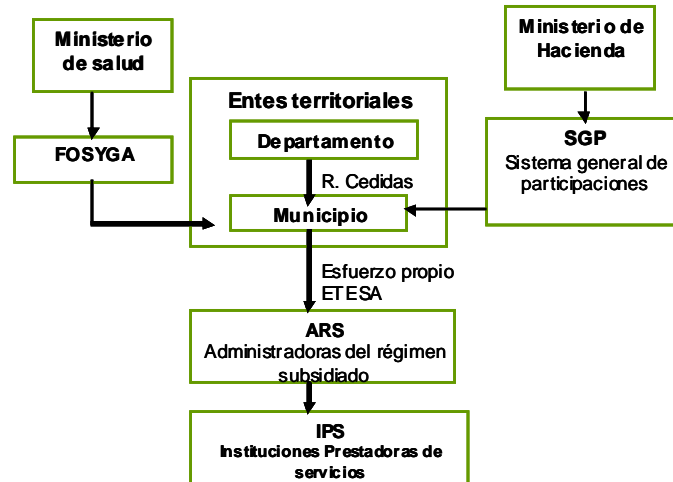 Ministerio
de salud
Ministerio de
Hacienda
Entes territoriales
Departamento
FOSYGA
SGP
Sistema general de
participaciones
R. Cedidas
Municipio
Esfuerzo propio
ETESA
ARS
Administradoras del régimen
subsidiado
IPS
Instituciones Prestadoras de
servicios